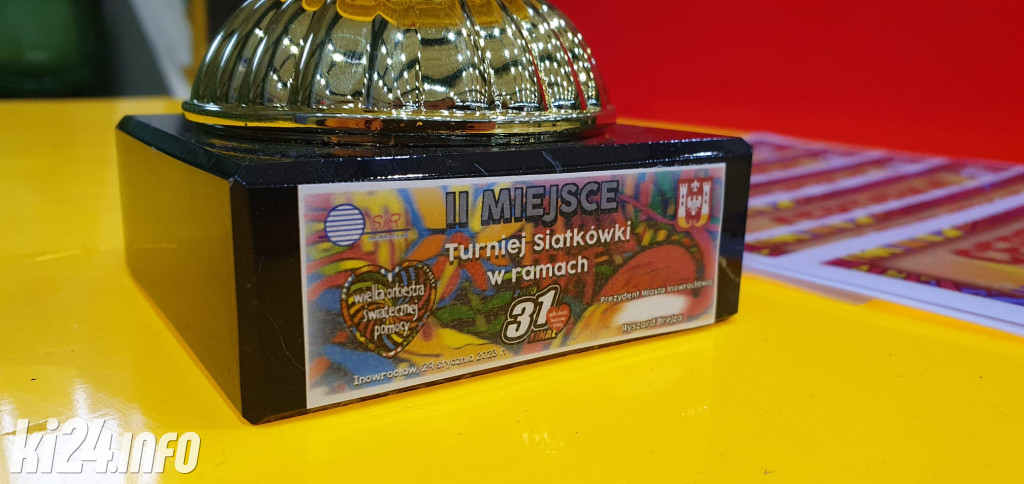 II MIEJSCE
Turniej Siatkówki
w ramach
wielka orkiestra
świątecznej
pomocy
31
FINAŁ
Prezydent Miasta Inowrocławia
Ryszard Brejza
Inowrocław, 29 stycznia 2023 r.
ki24.info